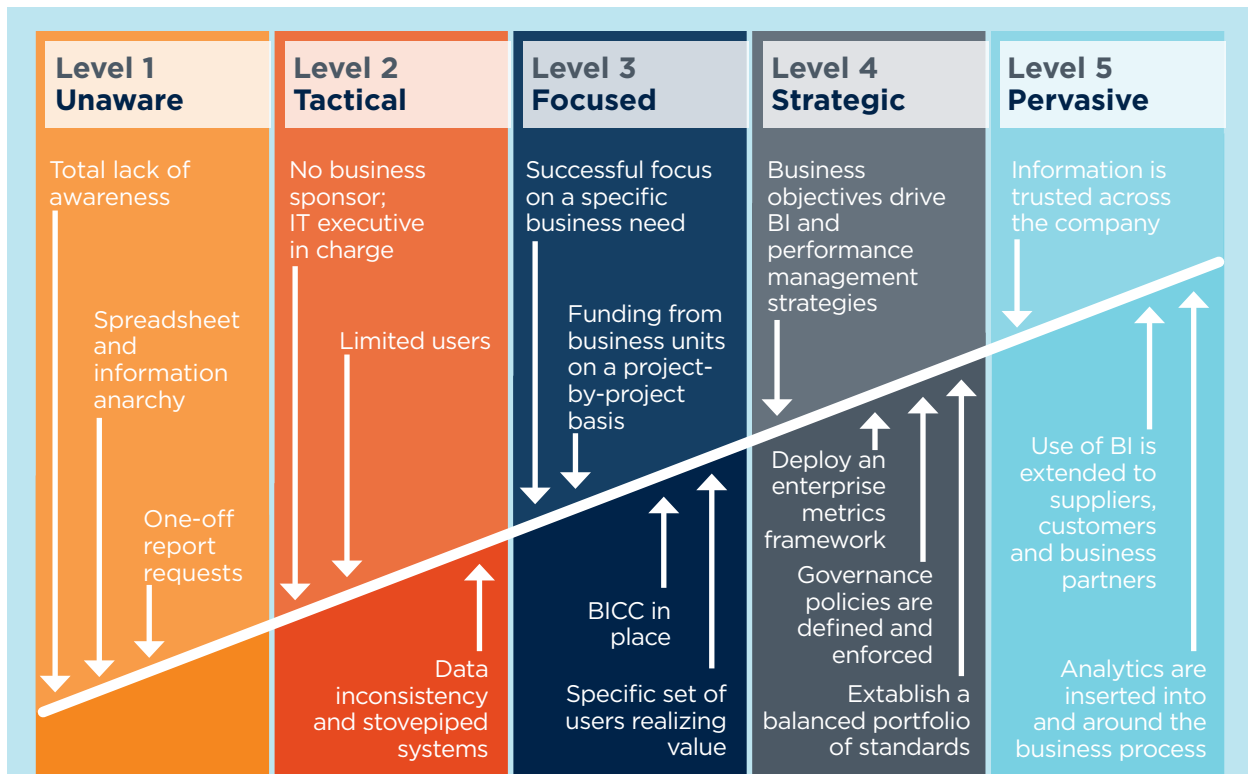 Level 1
Unaware
Total lack of
awareness
Spreadsheet
and
information
anarchy
One-off
report
requests
Level 2
Tactical
No business
sponsor;
IT executive
in charge
Limited users
Data
inconsistency
and stovepiped
systems
Level 3
Focused
Successful focus
on a specific
business need
Funding from
business units
on a project-
by-project
basis
BICC in
place
Specific set of
users realizing
value
Level 4
Strategic
Business
objectives drive
BI and
performance
management
strategies
Deploy an
enterprise
metrics
framework
Governance
policies are
defined and
enforced
Extablish a
balanced portfolio
of standards
Level 5
Pervasive
Information is
trusted across
the company
Use of BI is
extended to
suppliers,
customers
and business
partners
Analytics are
inserted into
and around the
business process